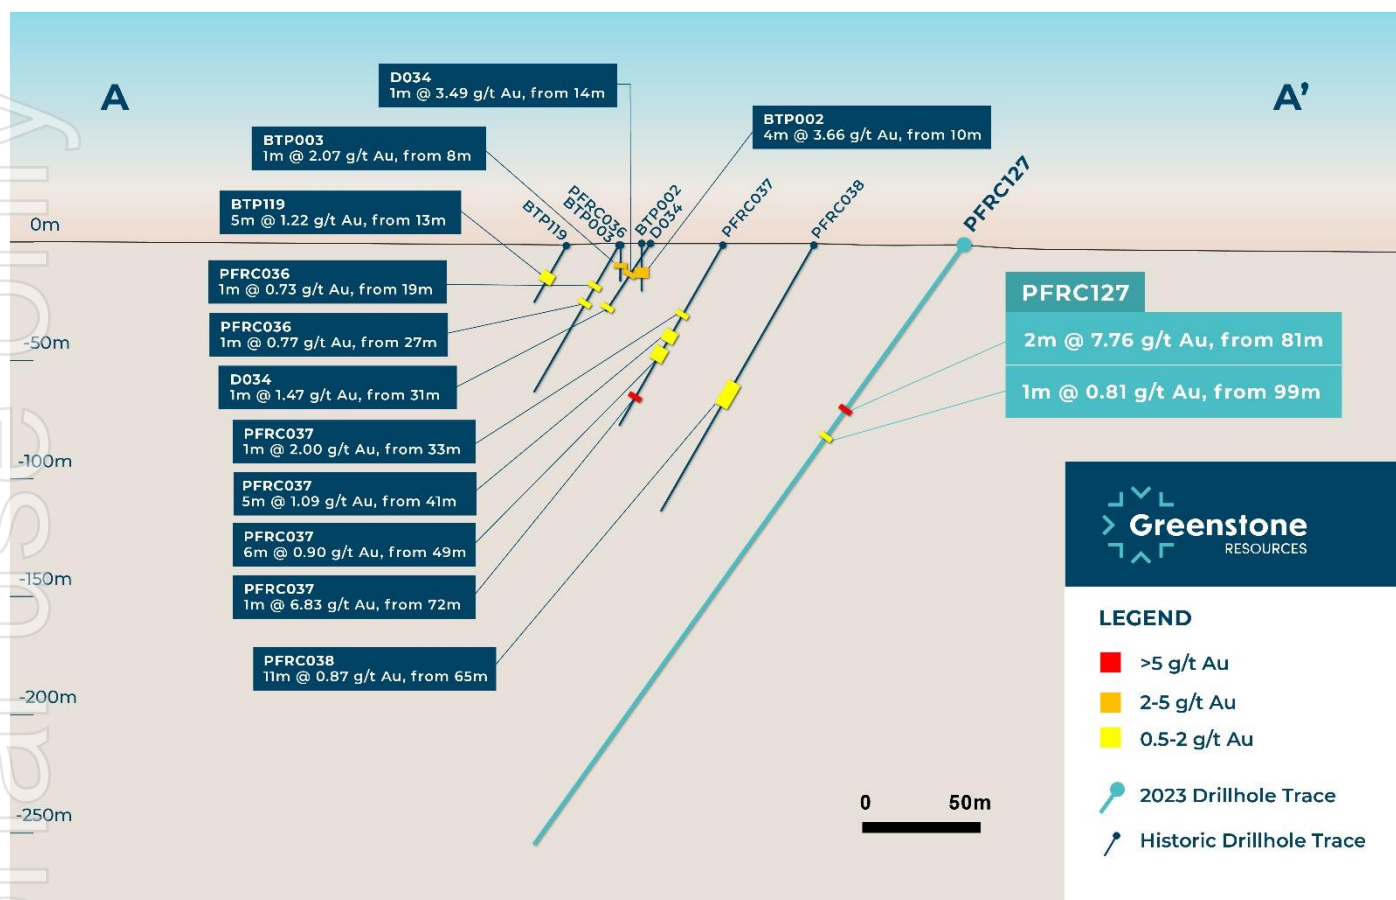 A
A’
D034
1m @ 3.49 g/t Au, from 14m
BTP002
4m @ 3.66 g/t Au, from 10m
BTP003
1m @ 2.07 g/t Au, from 8m
BTP119
5m @ 1.22 g/t Au, from 13m
BTP119
PFRC036
BTP003
BTP002
D034
PFRC037
PFRC038
PFRC127
0m
PFRC036
1m @ 0.73 g/t Au, from 19m
PFRC036
1m @ 0.77 g/t Au, from 27m
-50m
D034
1m @ 1.47 g/t Au, from 31m
PFRC037
1m @ 2.00 g/t Au, from 33m
-100m
PFRC037
5m @ 1.09 g/t Au, from 41m
PFRC037
6m @ 0.90 g/t Au, from 49m
-150m
PFRC037
1m @ 6.83 g/t Au, from 72m
PFRC038
11m @ 0.87 g/t Au, from 65m
-200m
-250m
PFRC127
2m @ 7.76 g/t Au, from 81m
1m @ 0.81 g/t Au, from 99m
Greenstone
RESOURCES
LEGEND
>5 g/t Au
2-5 g/t Au
0.5-2 g/t Au
2023 Drillhole Trace
Historic Drillhole Trace
0 50m
use only